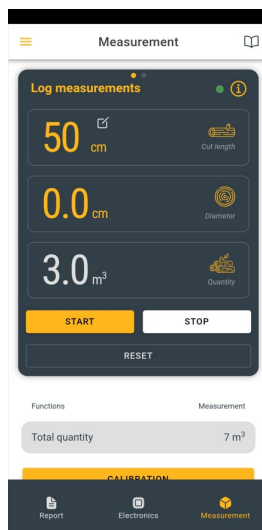 Measurement
Log measurements
50 cm
Cut length
0.0 cm
Diameter
3.0 m³
Quantity
START STOP
RESET
Functions Measurement
Total quantity 7 m³
CALIBRATION
Report Electronics Measurement